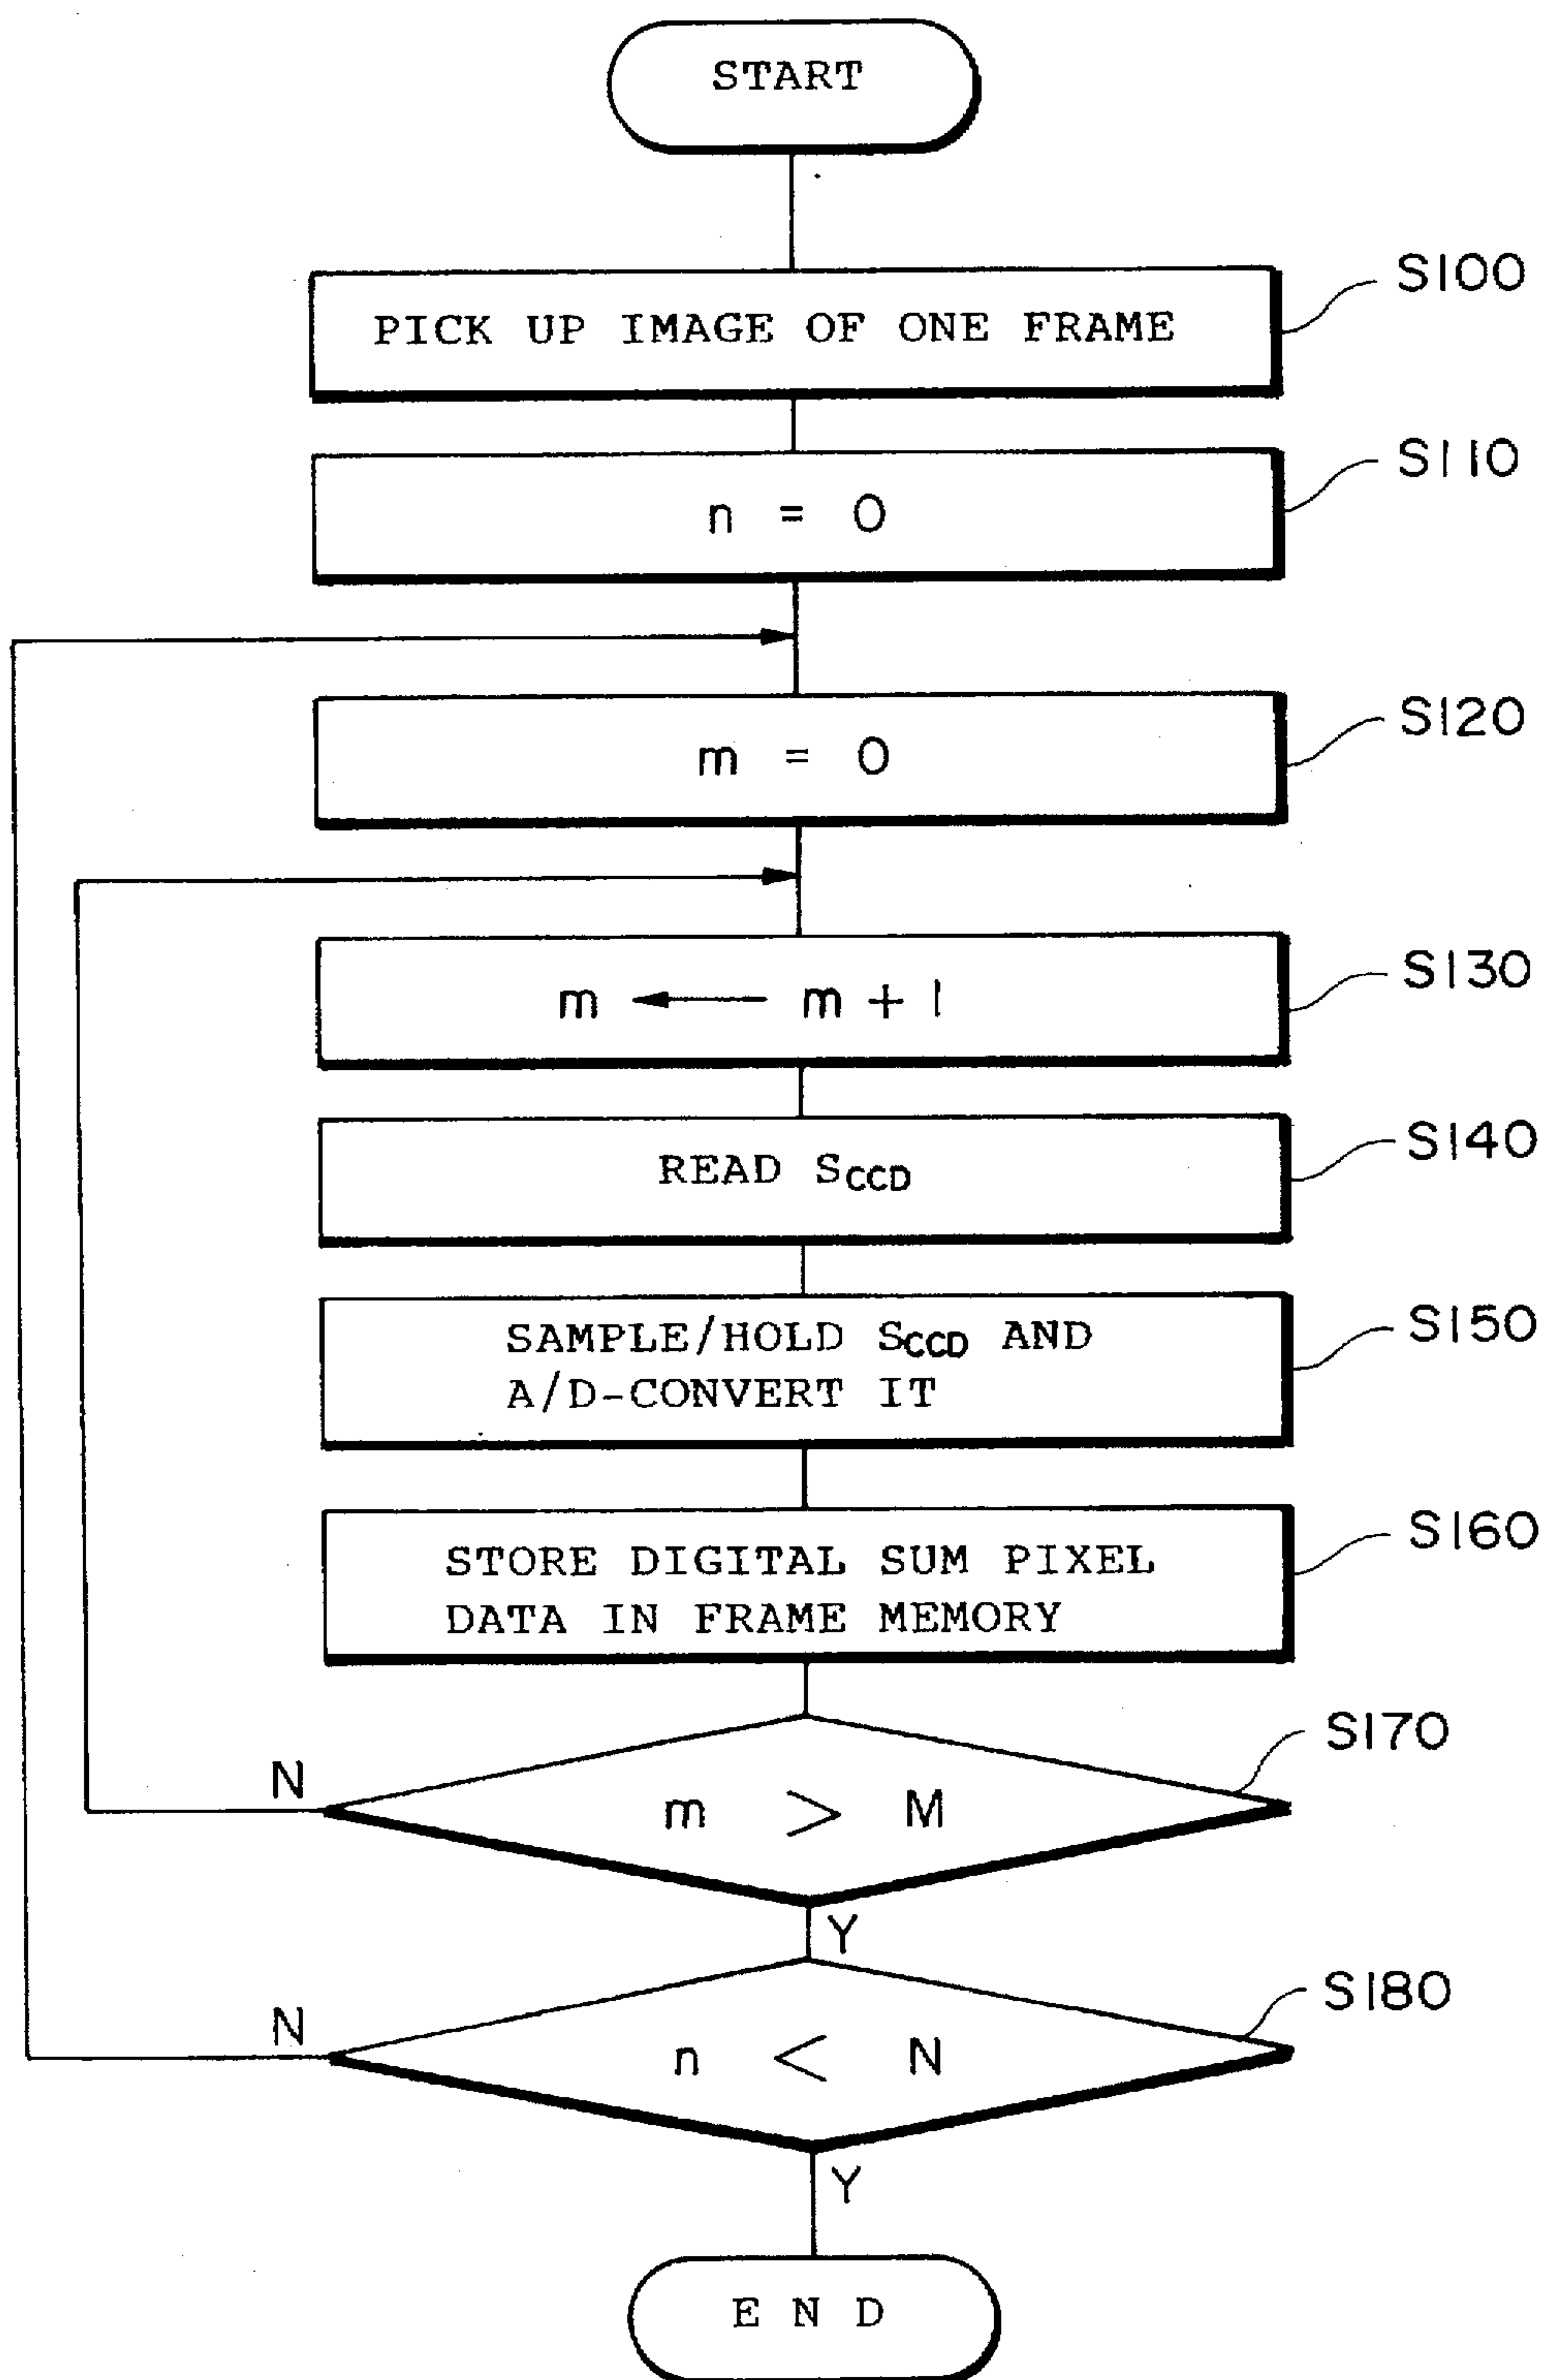 START
PICK UP IMAGE OF ONE FRAME
S100
n = 0
S110
m = 0
S120
m ← m + 1
S130
READ SCCD
S140
SAMPLE/HOLD SCCD AND
A/D-CONVERT IT
S150
STORE DIGITAL SUM PIXEL
DATA IN FRAME MEMORY
S160
S170
N
m > M
Y
S180
N
n < N
Y
END